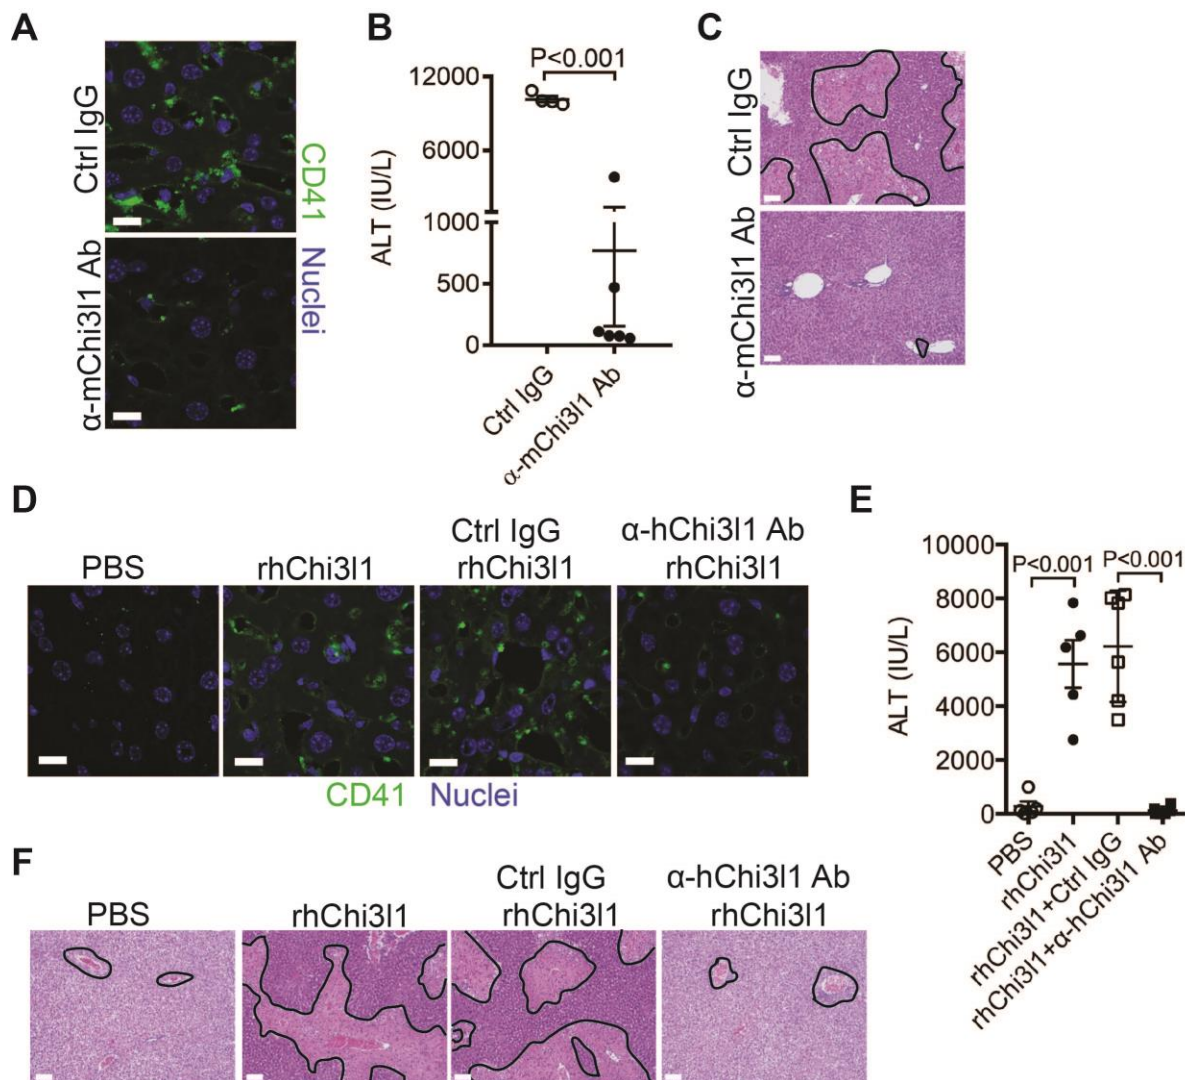 A
Ctrl IgG
α-mChi3l1 Ab
CD41
Nuclei
B
P<0.001
12000
6000
1000
500
0
ALT (IU/L)
Ctrl IgG
α-mChi3l1 Ab
C
Ctrl IgG
α-mChi3l1 Ab
D
PBS
rhChi3l1
Ctrl IgG
rhChi3l1
α-hChi3l1 Ab
rhChi3l1
CD41 Nuclei
E
10000
P<0.001 P<0.001
8000
6000
4000
2000
0
ALT (IU/L)
PBS
rhChi3l1
rhChi3l1+Ctrl IgG
rhChi3l1+α-hChi3l1 Ab
F
PBS
rhChi3l1
Ctrl IgG
rhChi3l1
α-hChi3l1 Ab
rhChi3l1